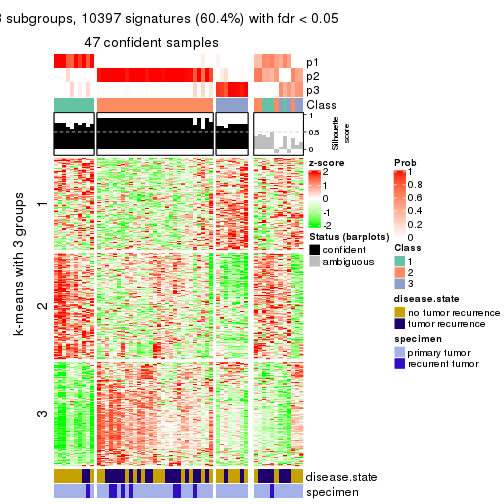 subgroups, 10397 signatures (60.4%) with fdr < 0.05
47 confident samples
p1
p2
p3
Class
1
0.5
0
Silhouette
score
k-means with 3 groups
1
2
3
z-score
2
1
0
-1
-2
Status (barplots)
confident
ambiguous
Prob
1
0.8
0.6
0.4
0.2
0
Class
1
2
3
disease.state
no tumor recurrence
tumor recurrence
specimen
primary tumor
recurrent tumor
disease.state
specimen